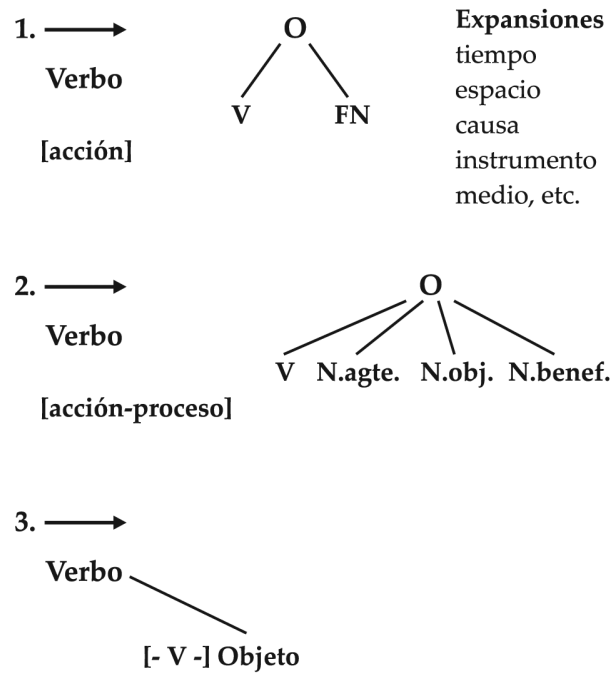 1.
Verbo
[acción]
O
V FN
Expansiones
tiempo
espacio
causa
instrumento
medio, etc.
2.
Verbo
[acción-proceso]
O
V N.agte. N.obj. N.benef.
3.
Verbo
[- V -] Objeto